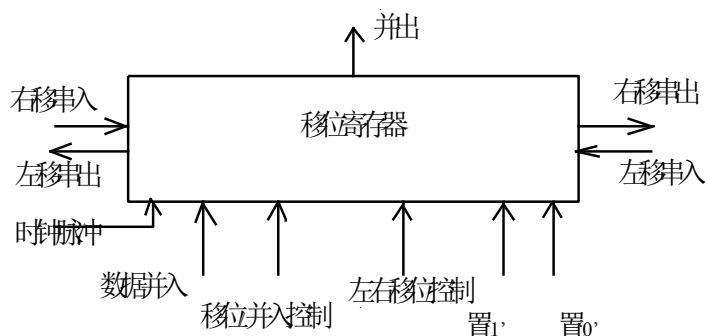 并出
右移串入
右移串出
移位寄存器
左移串出
左移串入
时钟脉冲
数据并入
左右移位控制
移位/并入控制
置1'
置0'